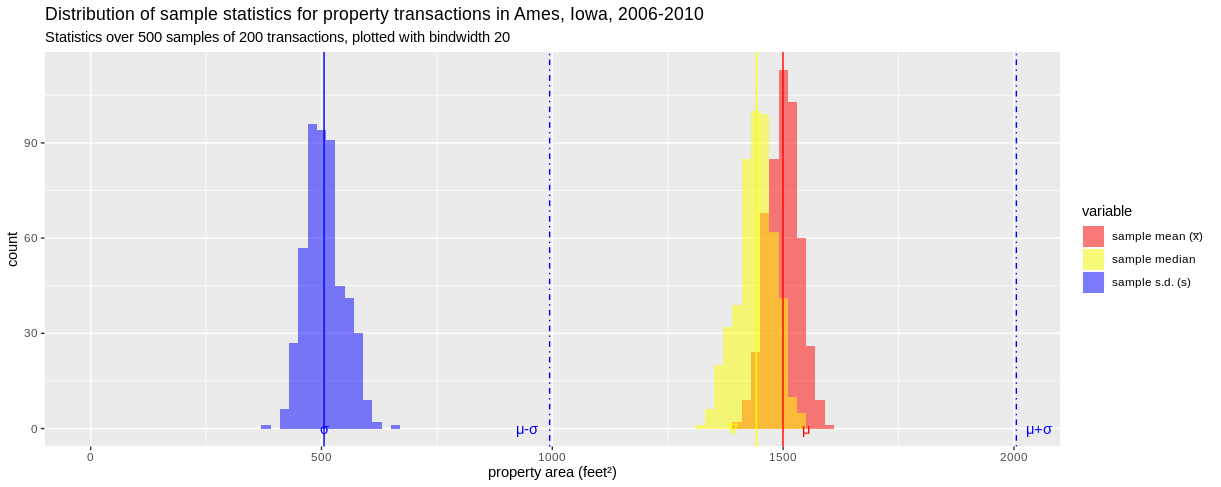 Distribution of sample statistics for property transactions in Ames, Iowa, 2006-2010
Statistics over 500 samples of 200 transactions, plotted with bindwidth 20
count
90
60
30
0
σ
μ-σ
μ
μ+σ
0
500
1000
1500
2000
property area (feet²)
variable
sample mean (x̅)
sample median
sample s.d. (s)